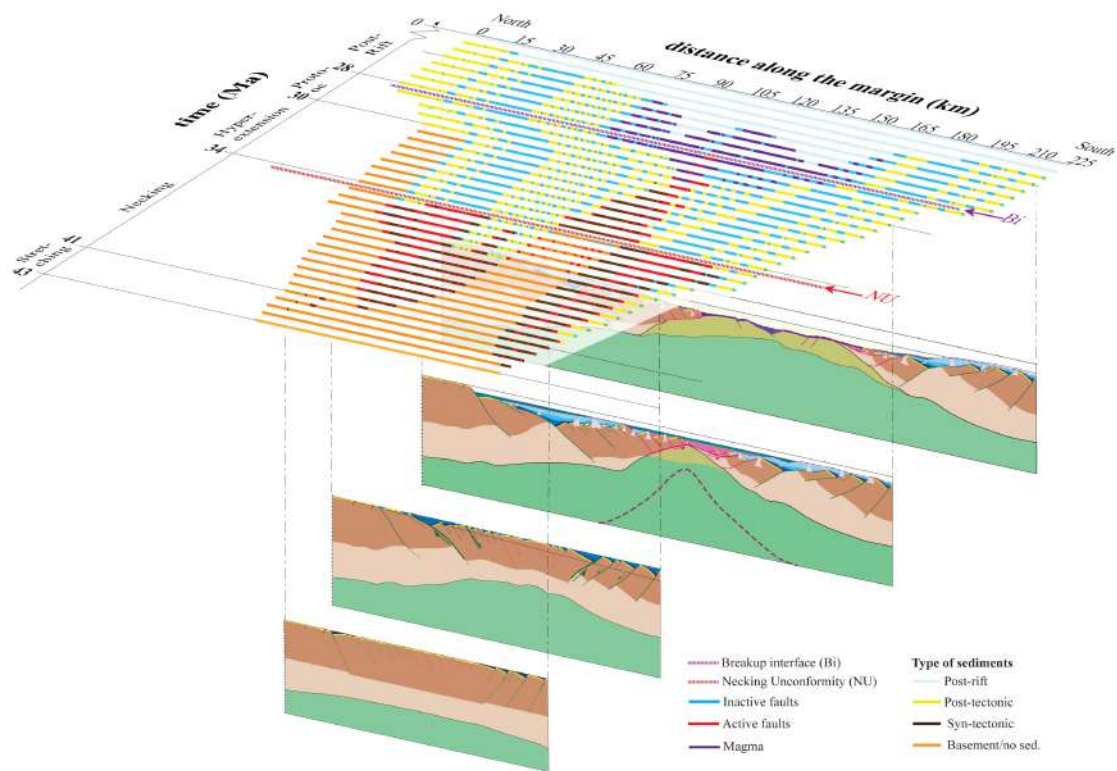 North
0
15
30
45
60
75
90
105
120
135
150
165
180
195
210
225
South
distance along the margin (km)
time (Ma)
0
Post-
Rift
Proto-
Hyper-
extension
Necking
Stret-
ching
Bi
NU
Breakup interface (Bi)
Necking Unconformity (NU)
Inactive faults
Active faults
Magma
Type of sediments
Post-rift
Post-tectonic
Syn-tectonic
Basement/no sed.